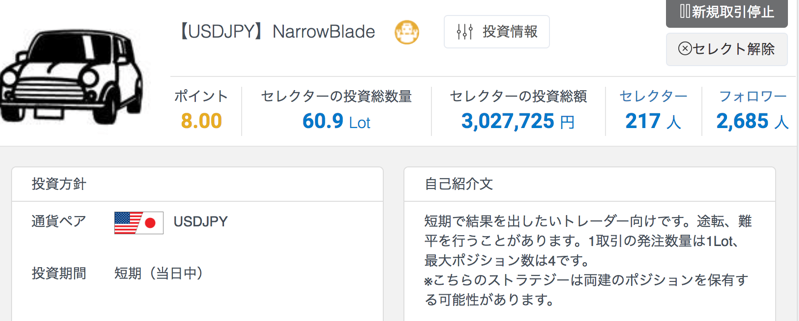 新規取引停止
【USDJPY】NarrowBlade
投資情報
セレクト解除
ポイント
8.00
セレクターの投資総数量
60.9 Lot
セレクターの投資総額
3,027,725 円
セレクター
217 人
フォロワー
2,685 人
投資方針
通貨ペア USDJPY
投資期間 短期（当日中）
自己紹介文
短期で結果を出したいトレーダー向けです。途転、難
平を行うことがあります。1取引の発注数量は1Lot、
最大ポジション数は4です。
※こちらのストラテジーは両建のポジションを保有す
る可能性があります。